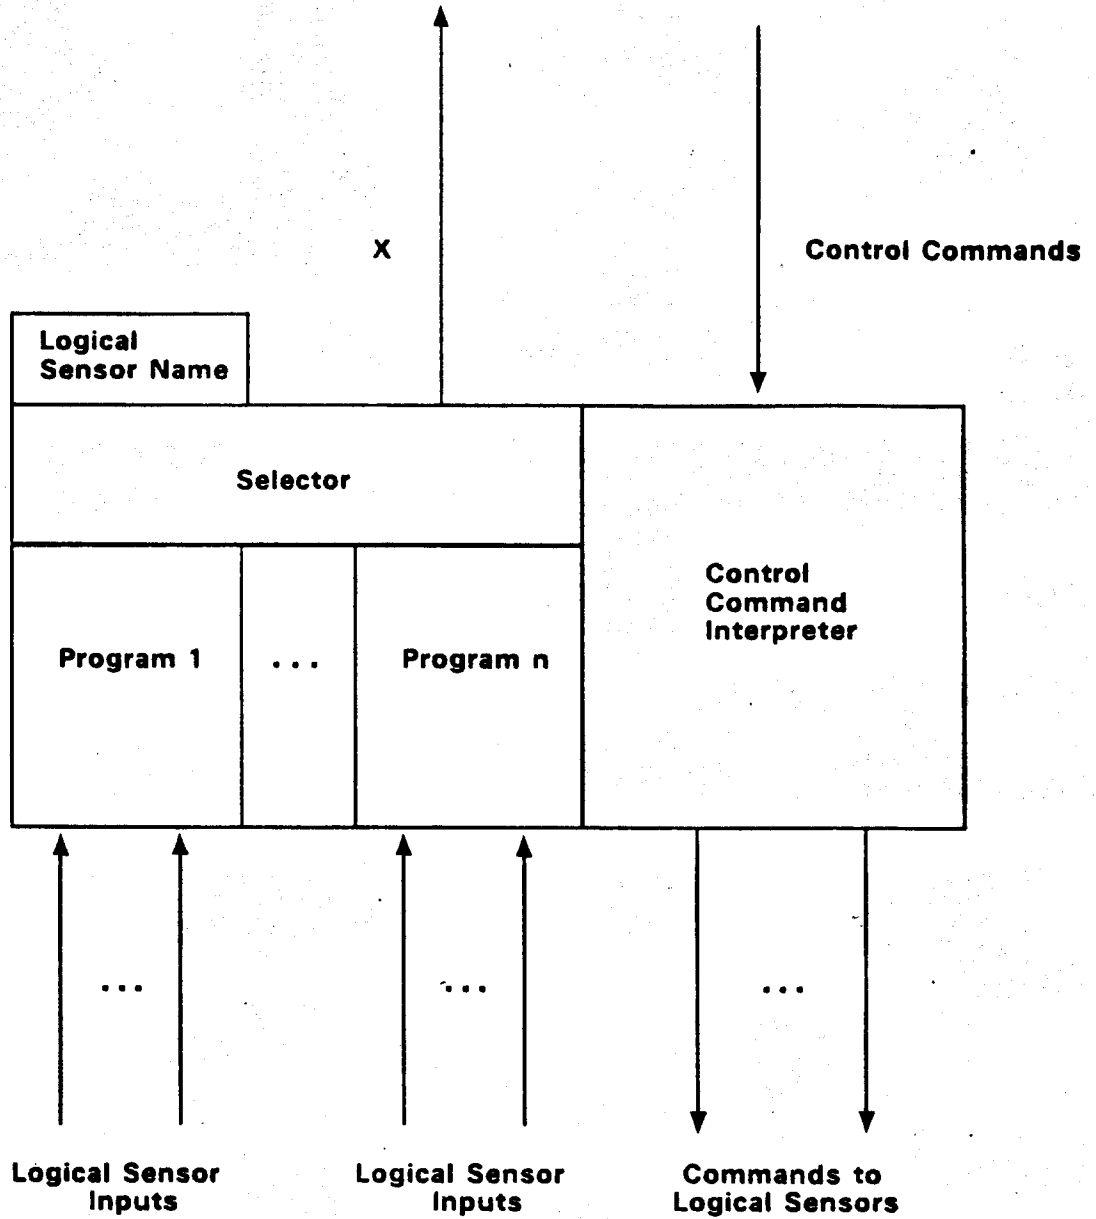 X
Control Commands
Logical
Sensor Name
Selector
Control
Command
Interpreter
Program 1
...
Program n
...
...
...
Logical Sensor
Inputs
Logical Sensor
Inputs
Commands to
Logical Sensors